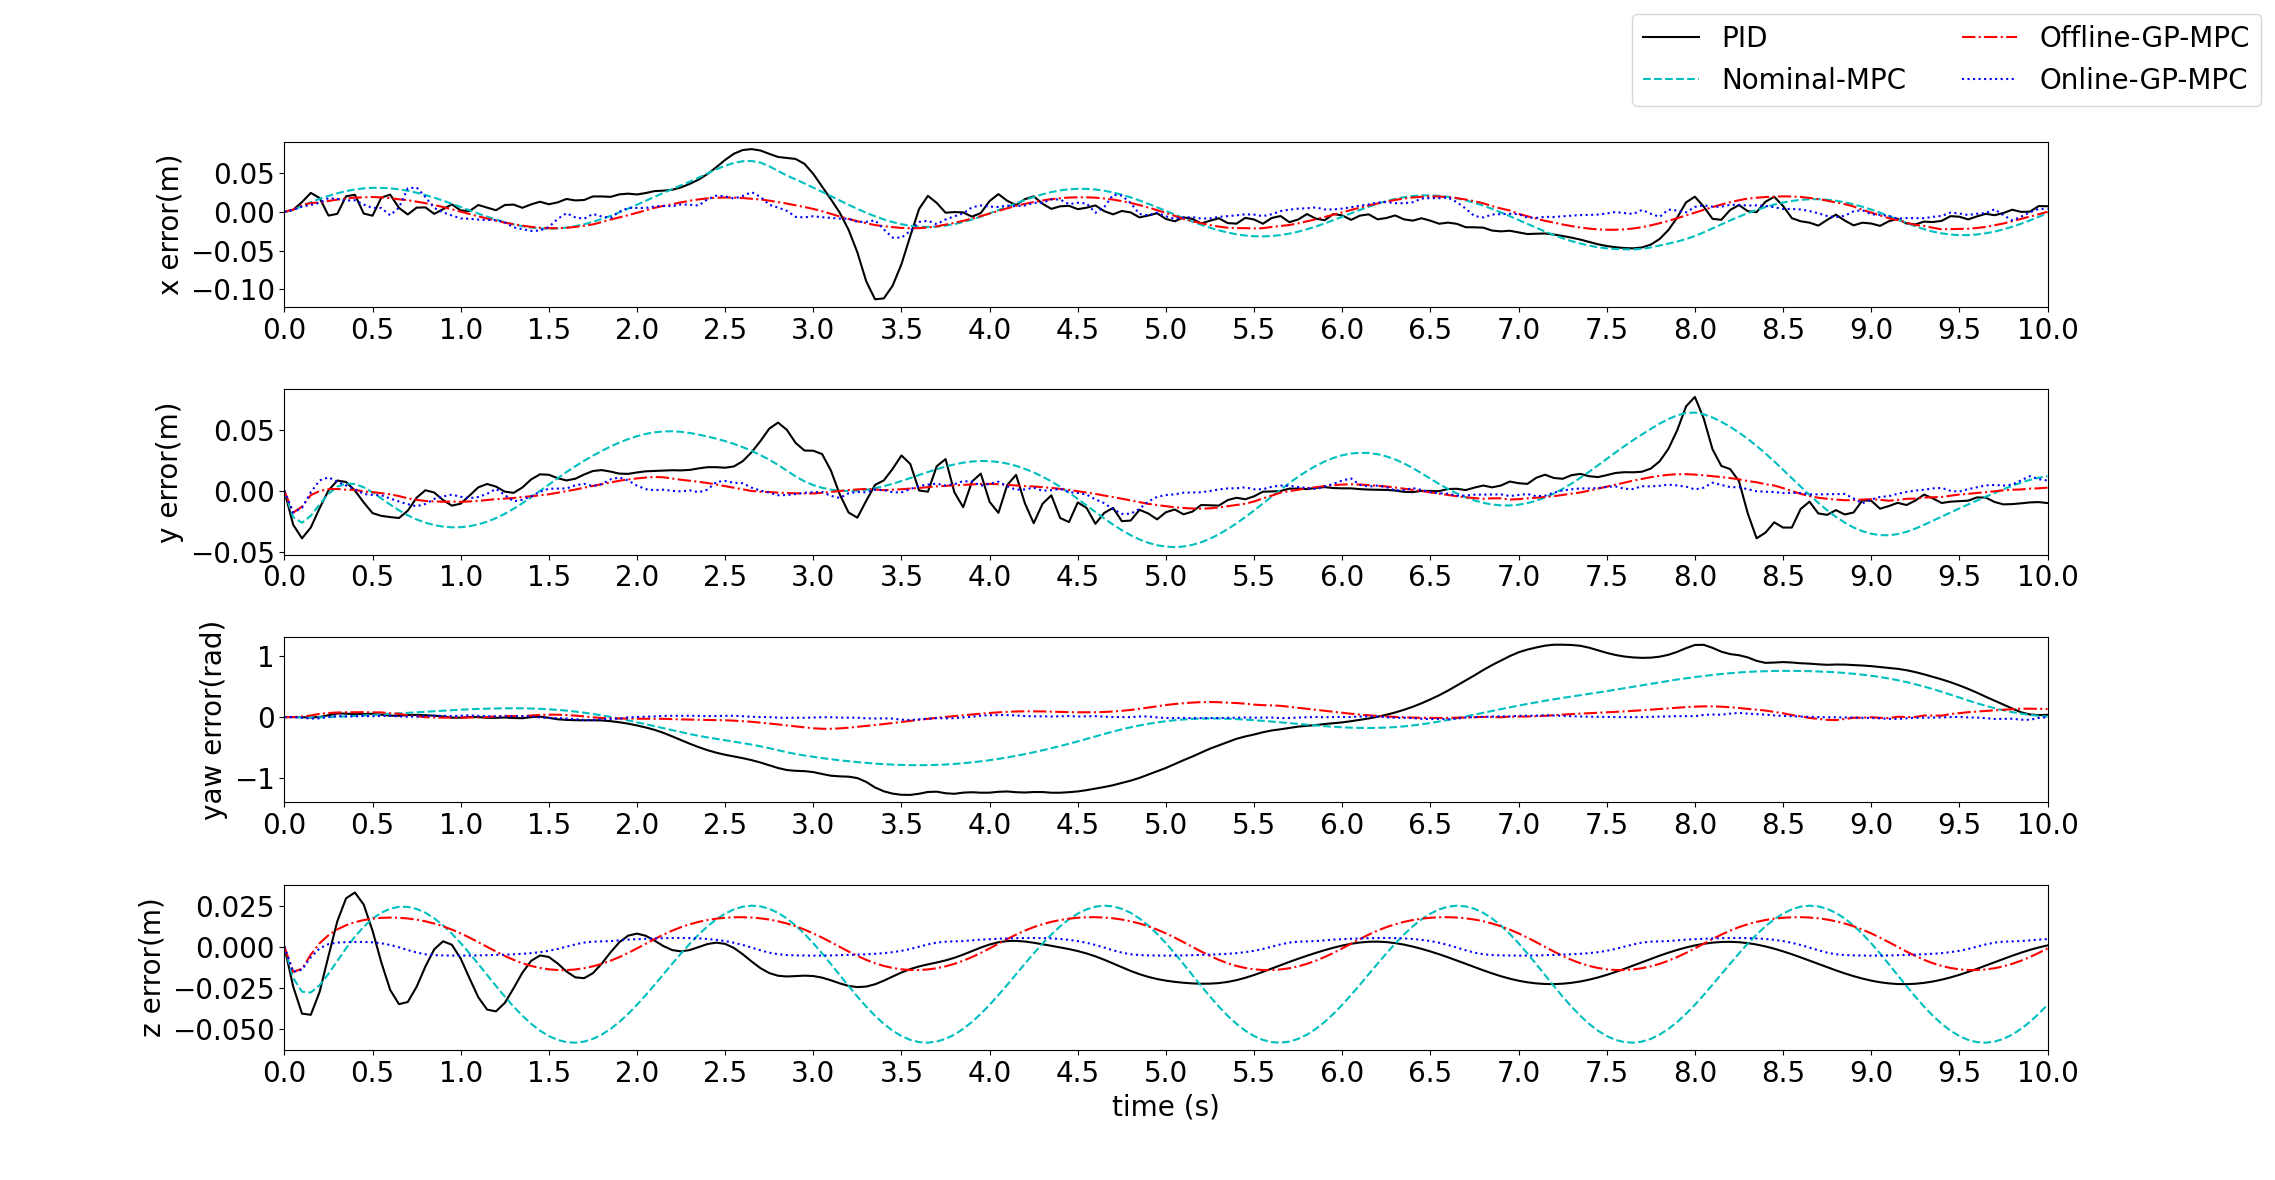 PID
Nominal-MPC
Offline-GP-MPC
Online-GP-MPC
x error(m)
0.05
0.00
−0.05
−0.10
0.0 0.5 1.0 1.5 2.0 2.5 3.0 3.5 4.0 4.5 5.0 5.5 6.0 6.5 7.0 7.5 8.0 8.5 9.0 9.5 10.0
y error(m)
0.05
0.00
−0.05
0.0 0.5 1.0 1.5 2.0 2.5 3.0 3.5 4.0 4.5 5.0 5.5 6.0 6.5 7.0 7.5 8.0 8.5 9.0 9.5 10.0
yaw error(rad)
1
0
−1
0.0 0.5 1.0 1.5 2.0 2.5 3.0 3.5 4.0 4.5 5.0 5.5 6.0 6.5 7.0 7.5 8.0 8.5 9.0 9.5 10.0
z error(m)
0.025
0.000
−0.025
−0.050
0.0 0.5 1.0 1.5 2.0 2.5 3.0 3.5 4.0 4.5 5.0 5.5 6.0 6.5 7.0 7.5 8.0 8.5 9.0 9.5 10.0
time (s)